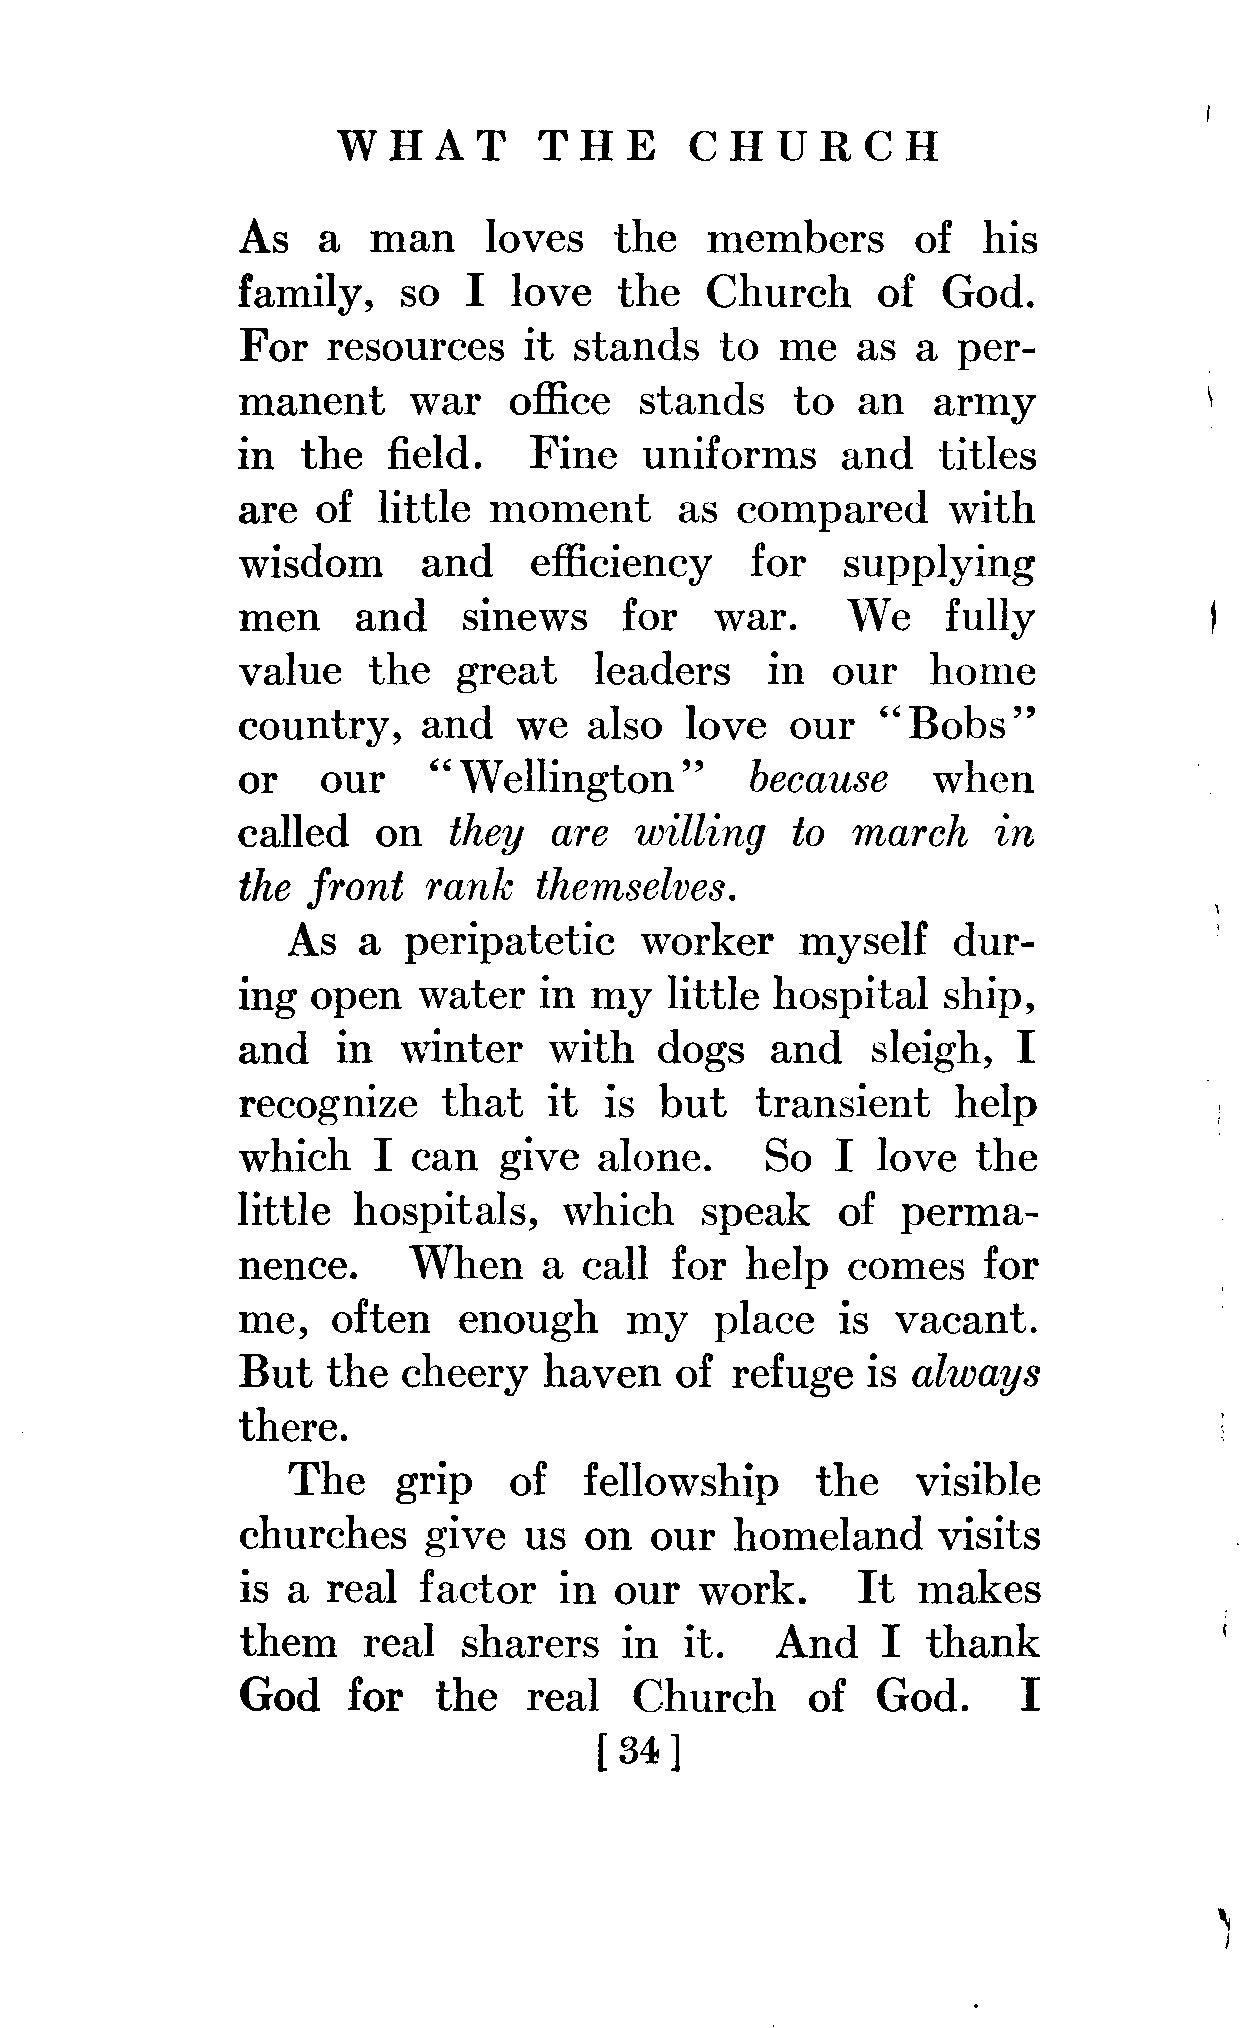 WHAT THE CHURCH
As a man loves the members of his
family, so I love the Church of God.
For resources it stands to me as a per-
manent war office stands to an army
in the field. Fine uniforms and titles
are of little moment as compared with
wisdom and efficiency for supplying
men and sinews for war. We fully
value the great leaders in our home
country, and we also love our "Bobs"
or our "Wellington" because when
called on they are willing to march in
the front rank themselves.
As a peripatetic worker myself dur-
ing open water in my little hospital ship,
and in winter with dogs and sleigh, I
recognize that it is but transient help
which I can give alone. So I love the
little hospitals, which speak of perma-
nence. When a call for help comes for
me, often enough my place is vacant.
But the cheery haven of refuge is always
there.
The grip of fellowship the visible
churches give us on our homeland visits
is a real factor in our work. It makes
them real sharers in it. And I thank
God for the real Church of God. I
[34]